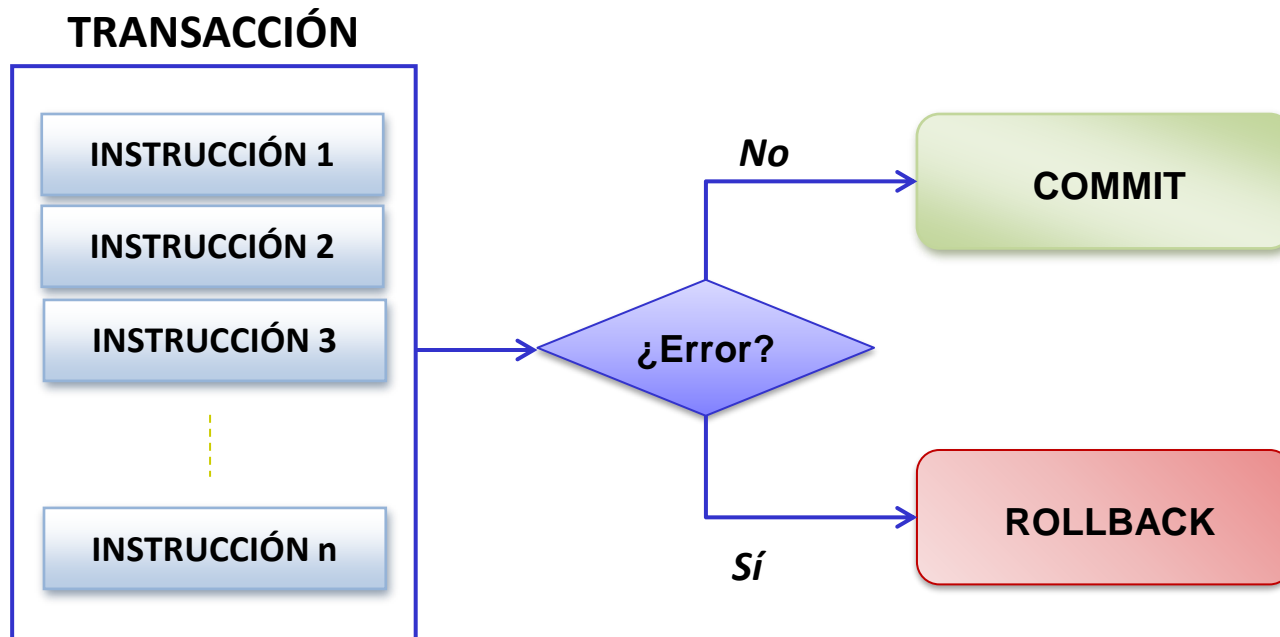 TRANSACCIÓN
INSTRUCCIÓN 1
INSTRUCCIÓN 2
INSTRUCCIÓN 3
INSTRUCCIÓN n
¿Error?
No
COMMIT
Sí
ROLLBACK